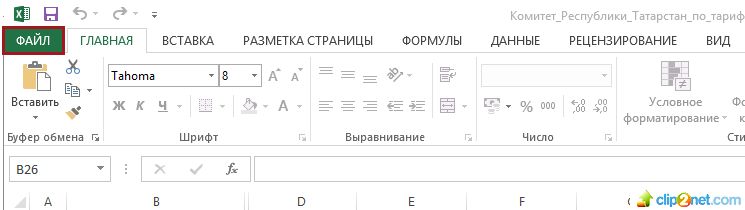 Комитет_Республики_Татарстан_по_тариф
ФАЙЛ ГЛАВНАЯ ВСТАВКА РАЗМЕТКА СТРАНИЦЫ ФОРМУЛЫ ДАННЫЕ РЕЦЕНЗИРОВАНИЕ ВИД
Tahoma 8
Вставить
Ж К Ч
% 000
Условное
форматирование
Буфер обмена Шрифт Выравнивание Число
B26 fx
A B D E F
clip2net.com